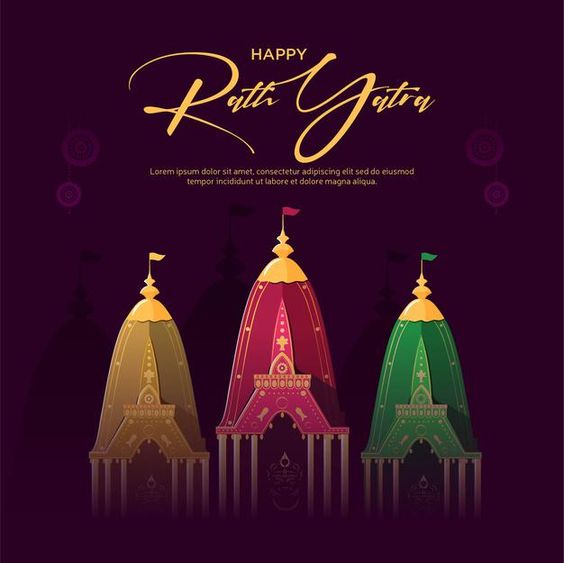 HAPPY
Rath Yatra
Lorem ipsum dolor sit amet, consectetur adipiscing elit sed do eiusmod
tempor incididunt ut labore et dolore magna aliqua.